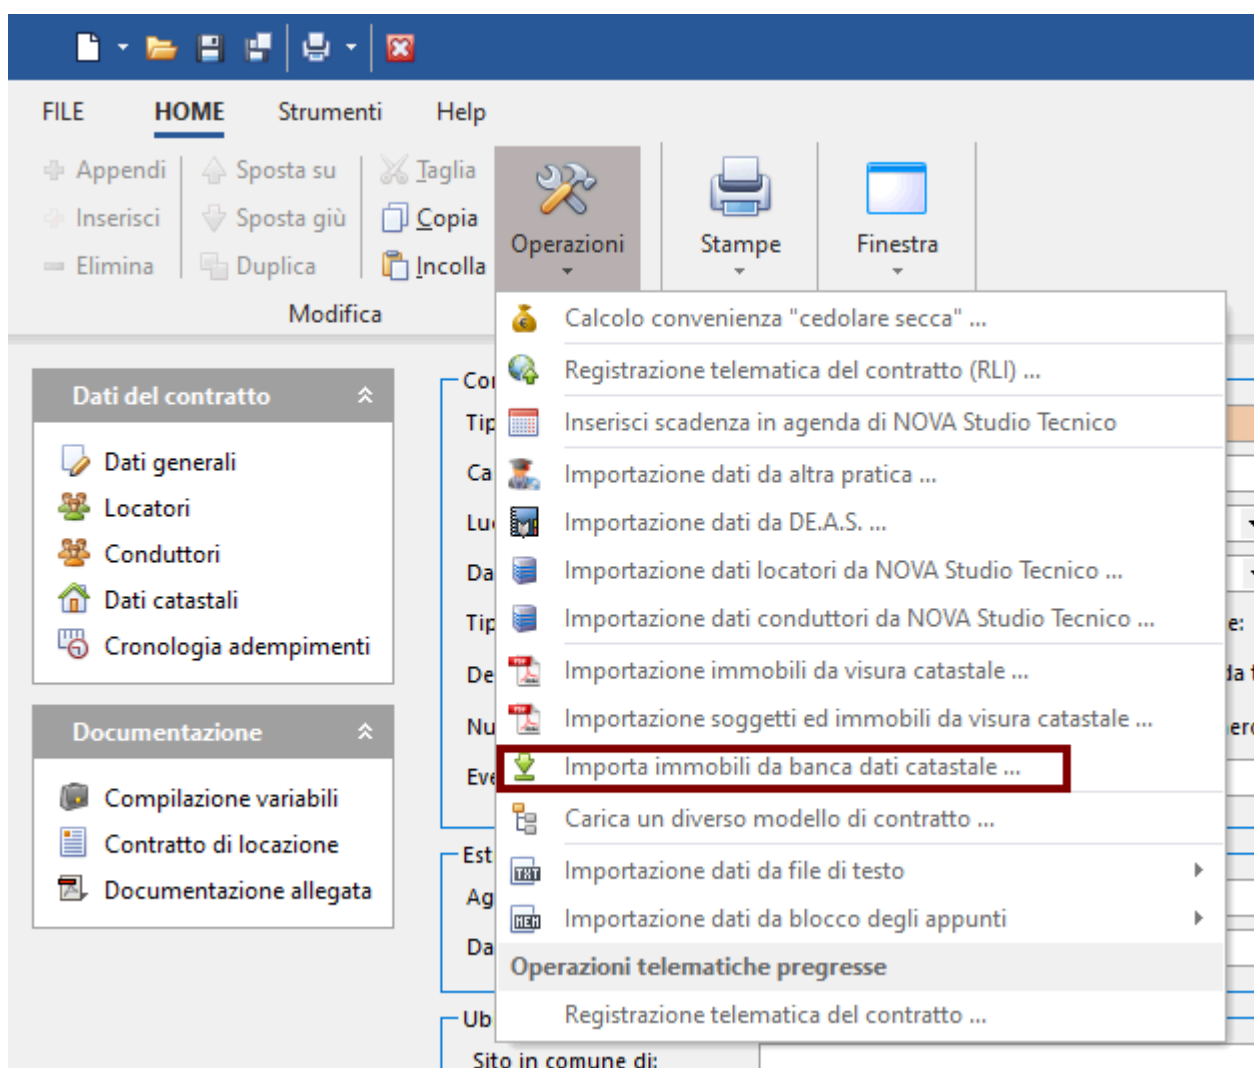 FILE HOME Strumenti Help
Appendi Sposta su Taglia
Inserisci Sposta giù Copia
Elimina Duplica Incolla
Modifica
Operazioni Stampe Finestra
Calcolo convenienza "cedolare secca" ...
Registrazione telematica del contratto (RLI) ...
Inserisci scadenza in agenda di NOVA Studio Tecnico
Importazione dati da altra pratica ...
Importazione dati da DE.A.S. ...
Importazione dati locatori da NOVA Studio Tecnico ...
Importazione dati conduttori da NOVA Studio Tecnico ...
Importazione immobili da visura catastale ...
Importazione soggetti ed immobili da visura catastale ...
Importa immobili da banca dati catastale ...
Carica un diverso modello di contratto ...
Importazione dati da file di testo
Importazione dati da blocco degli appunti
Operazioni telematiche pregresse
Registrazione telematica del contratto ...
Dati del contratto
Dati generali
Locatori
Conduttori
Dati catastali
Cronologia adempimenti
Documentazione
Compilazione variabili
Contratto di locazione
Documentazione allegata
Sito in comune di: